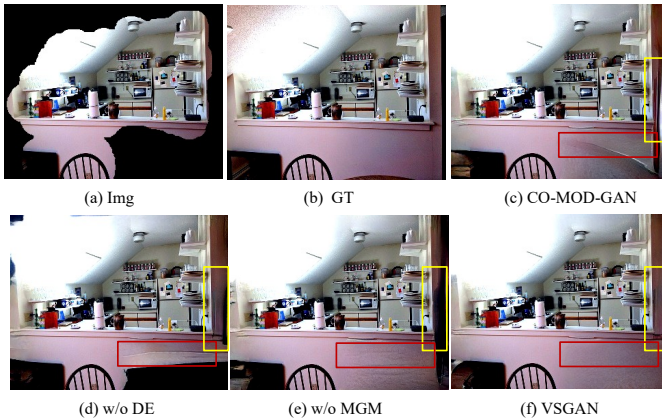 (a) Img
(b) GT
(c) CO-MOD-GAN
(d) w/o DE
(e) w/o MGM
(f) VSGAN